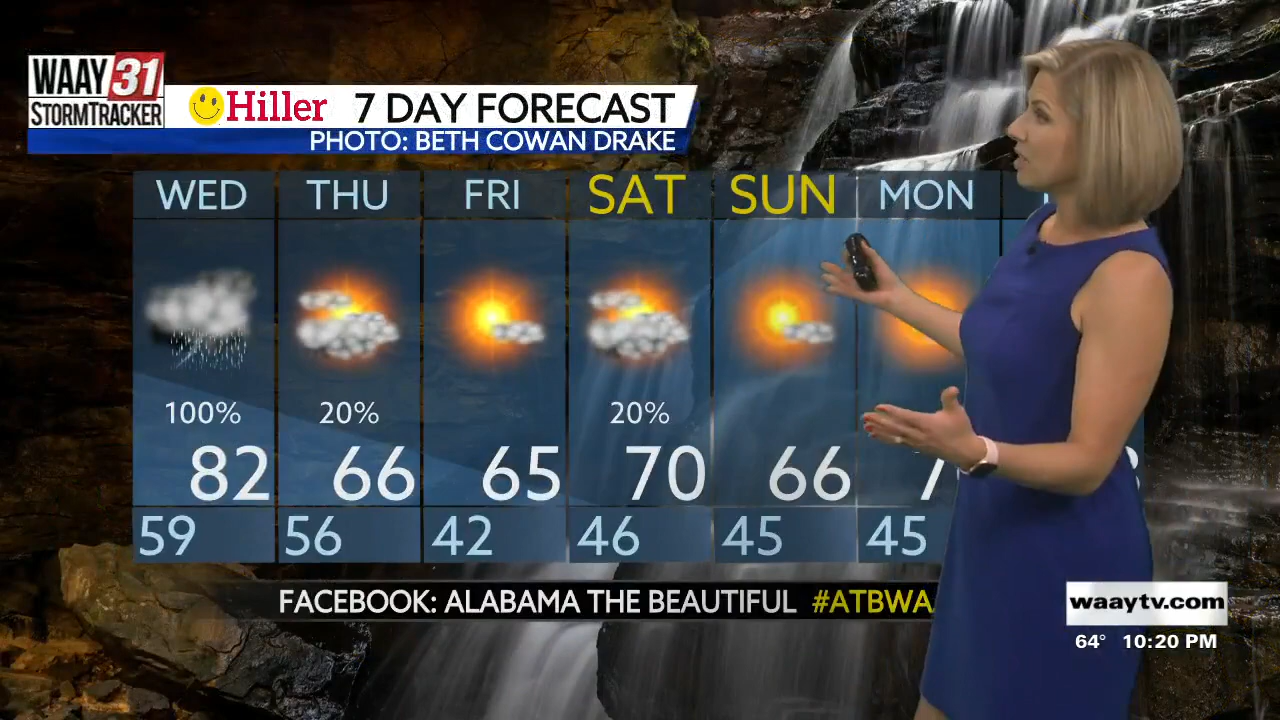 WAAY 31
STORMTRACKER
Hiller 7 DAY FORECAST
PHOTO: BETH COWAN DRAKE
WED THU FRI SAT SUN MON
100% 20% 20%
82 66 65 70 66
59 56 42 46 45 45
FACEBOOK: ALABAMA THE BEAUTIFUL #ATBWAA
waaytv.com
64° 10:20 PM